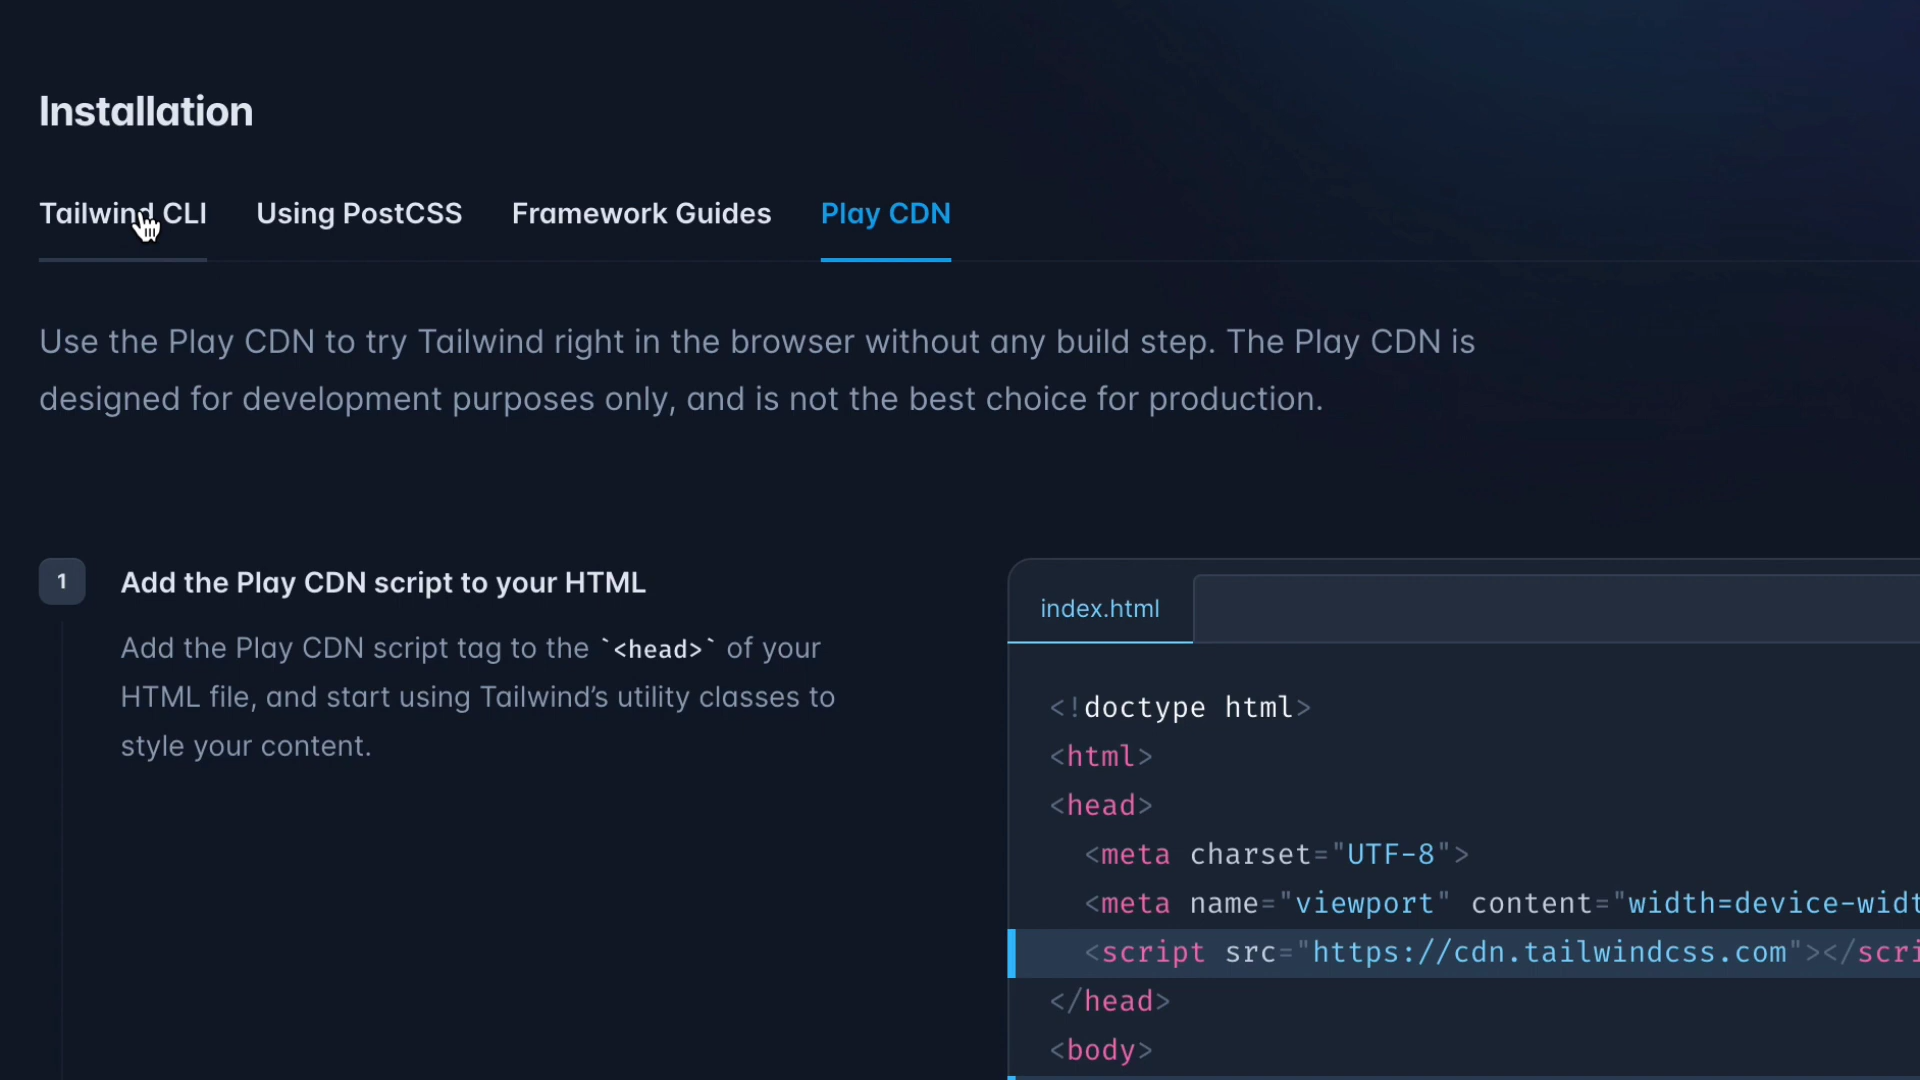 Installation
Tailwind CLI
Using PostCSS
Framework Guides
Play CDN
Use the Play CDN to try Tailwind right in the browser without any build step. The Play CDN is
designed for development purposes only, and is not the best choice for production.
1
Add the Play CDN script to your HTML
Add the Play CDN script tag to the `<head>` of your
HTML file, and start using Tailwind’s utility classes to
style your content.
index.html
<!doctype html>
<html>
<head>
<meta charset="UTF-8">
<meta name="viewport" content="width=device-widt
<script src="https://cdn.tailwindcss.com"></scri
</head>
<body>